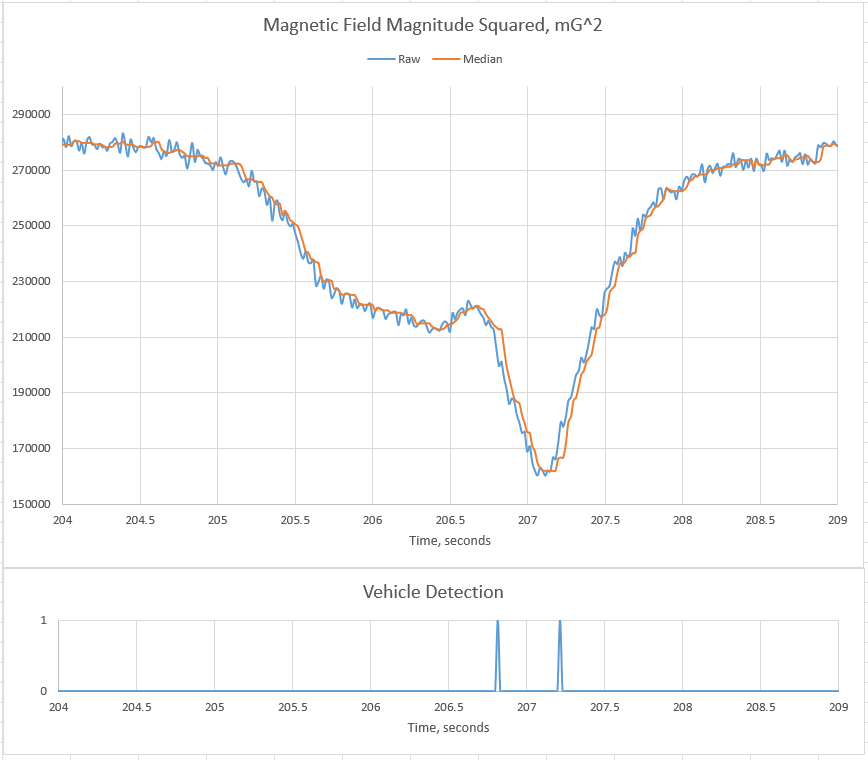 Magnetic Field Magnitude Squared, mG^2
Raw Median
290000
270000
250000
230000
210000
190000
170000
150000
204 204.5 205 205.5 206 206.5 207 207.5 208 208.5 209
Time, seconds
Vehicle Detection
1
0
204 204.5 205 205.5 206 206.5 207 207.5 208 208.5 209
Time, seconds